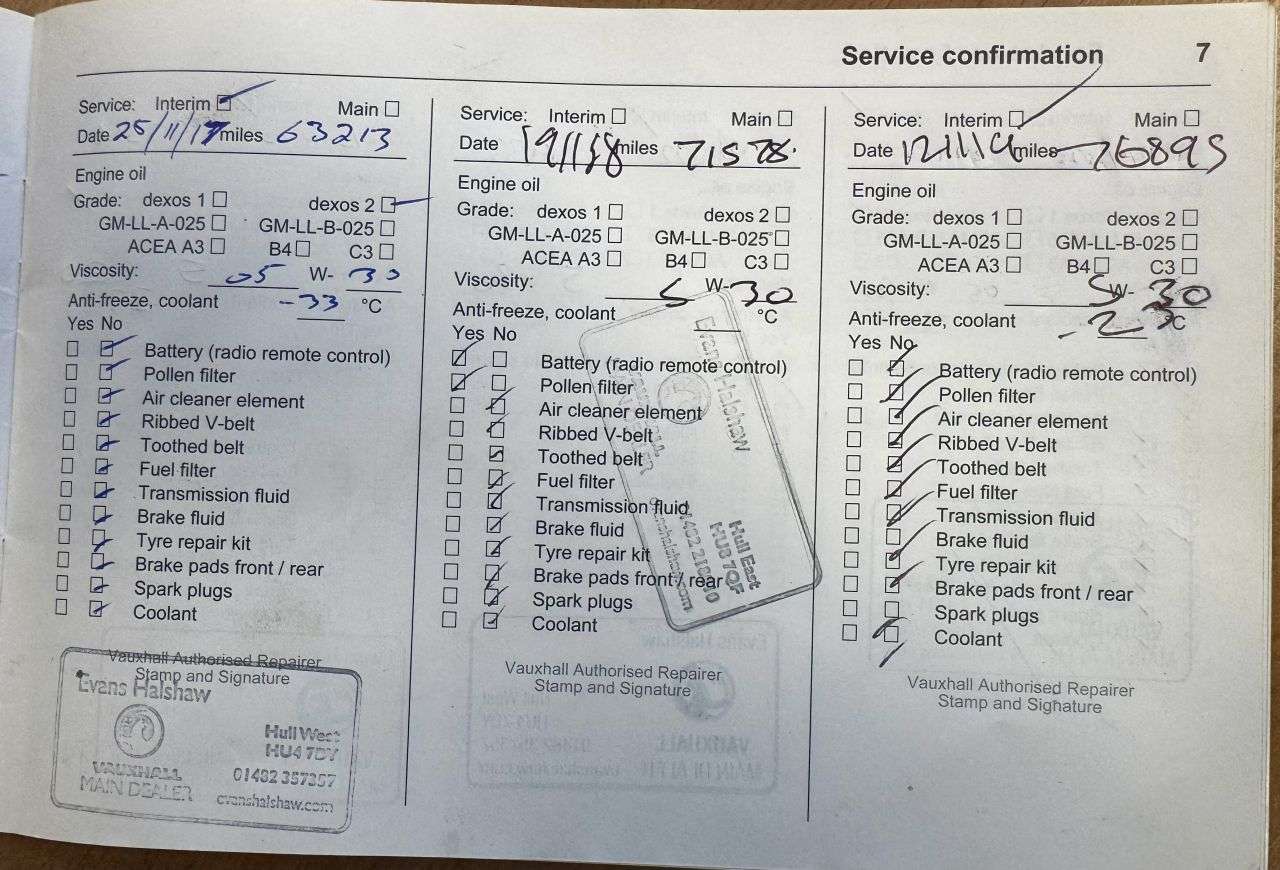 Service confirmation 7
Service: Interim Main
Date 25/11/17 miles 63213
Engine oil
Grade: dexos 1 dexos 2
GM-LL-A-025 GM-LL-B-025
ACEA A3 B4 C3
Viscosity: 05 W- 30
Anti-freeze, coolant -33 °C
Yes No
Battery (radio remote control)
Pollen filter
Air cleaner element
Ribbed V-belt
Toothed belt
Fuel filter
Transmission fluid
Brake fluid
Tyre repair kit
Brake pads front / rear
Spark plugs
Coolant
Vauxhall Authorised Repairer
Stamp and Signature
Evans Halshaw
Hull West
HU4 7DY
VAUXHALL
MAIN DEALER
01482 357357
evanshalshaw.com
Service: Interim Main
Date miles 71578
Engine oil
Grade: dexos 1 dexos 2
GM-LL-A-025 GM-LL-B-025
ACEA A3 B4 C3
Viscosity: 5 W- 30
Anti-freeze, coolant °C
Yes No
Battery (radio remote control)
Pollen filter
Air cleaner element
Ribbed V-belt
Toothed belt
Fuel filter
Transmission fluid
Brake fluid
Tyre repair kit
Brake pads front / rear
Spark plugs
Coolant
Evans Halshaw
Hull East
HU8 7QF
evanshalshaw.com
Vauxhall Authorised Repairer
Stamp and Signature
Service: Interim Main
Date miles 76895
Engine oil
Grade: dexos 1 dexos 2
GM-LL-A-025 GM-LL-B-025
ACEA A3 B4 C3
Viscosity: 5 W- 30
Anti-freeze, coolant -23 °C
Yes No
Battery (radio remote control)
Pollen filter
Air cleaner element
Ribbed V-belt
Toothed belt
Fuel filter
Transmission fluid
Brake fluid
Tyre repair kit
Brake pads front / rear
Spark plugs
Coolant
Vauxhall Authorised Repairer
Stamp and Signature